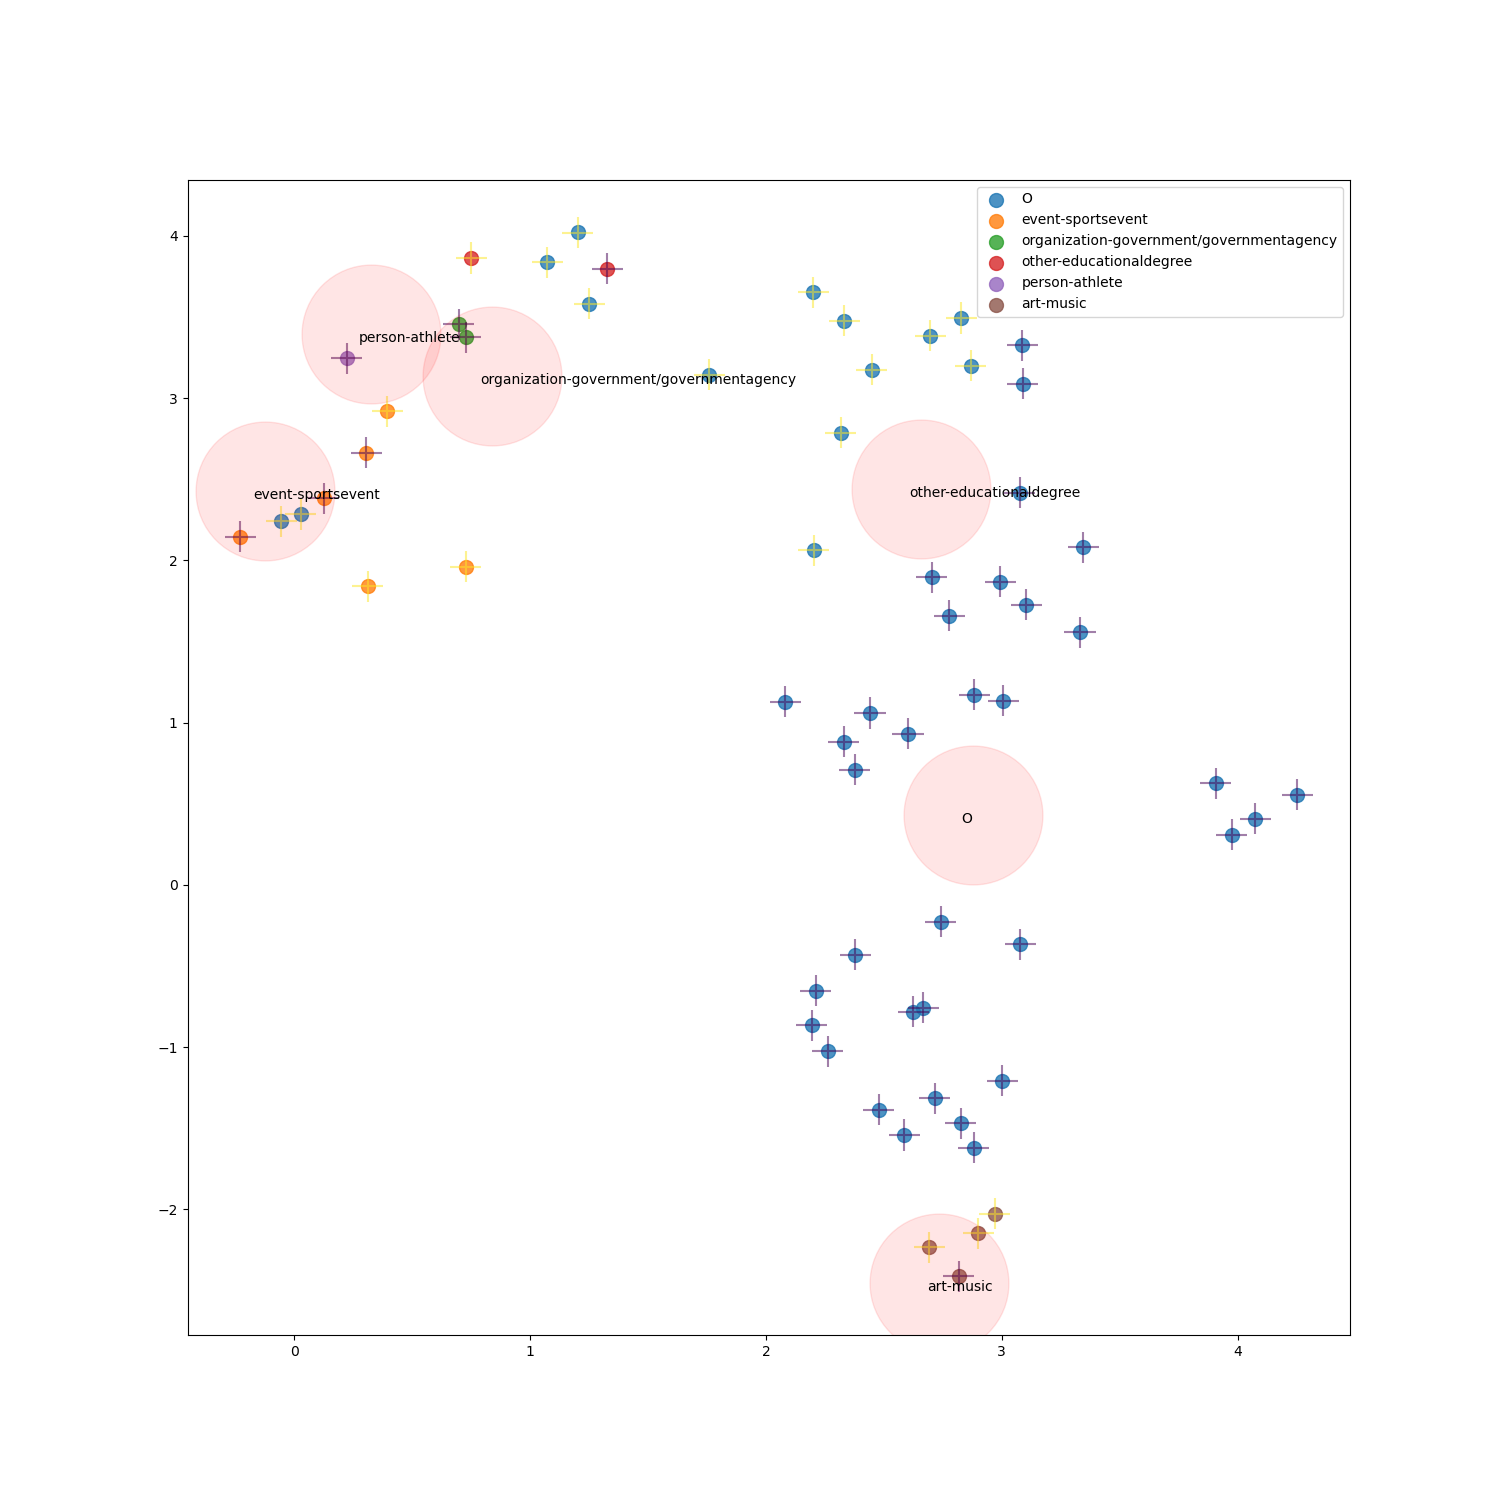 O
event-sportsevent
organization-government/governmentagency
other-educationaldegree
person-athlete
art-music
4
person-athlete
organization-government/governmentagency
3
event-sportsevent
other-educationaldegree
2
1
O
0
−1
−2
art-music
0
1
2
3
4